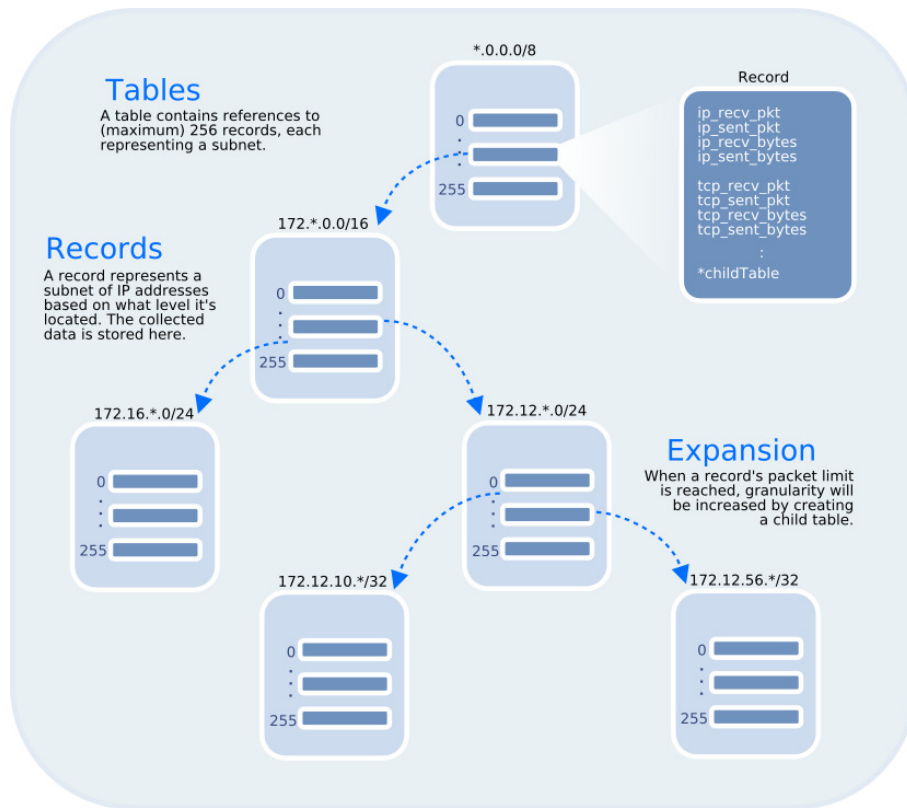 *.0.0.0/8
Tables
A table contains references to
(maximum) 256 records, each
representing a subnet.
0
.
.
.
255
Record
ip_recv_pkt
ip_sent_pkt
ip_recv_bytes
ip_sent_bytes
tcp_recv_pkt
tcp_sent_pkt
tcp_recv_bytes
tcp_sent_bytes
:
*childTable
172.*.0.0/16
Records
A record represents a
subnet of IP addresses
based on what level it's
located. The collected
data is stored here.
0
.
.
.
255
172.16.*.0/24
0
.
.
.
255
172.12.*.0/24
0
.
.
.
255
Expansion
When a record's packet limit
is reached, granularity will
be increased by creating
a child table.
172.12.10.*/32
0
.
.
.
255
172.12.56.*/32
0
.
.
.
255